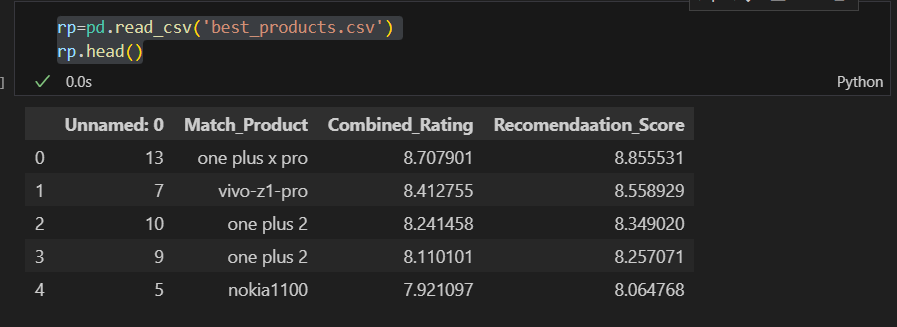 rp=pd.read_csv('best_products.csv')
rp.head()
] 0.0s Python
Unnamed: 0 Match_Product Combined_Rating Recomendaation_Score
0 13 one plus x pro 8.707901 8.855531
1 7 vivo-z1-pro 8.412755 8.558929
2 10 one plus 2 8.241458 8.349020
3 9 one plus 2 8.110101 8.257071
4 5 nokia1100 7.921097 8.064768